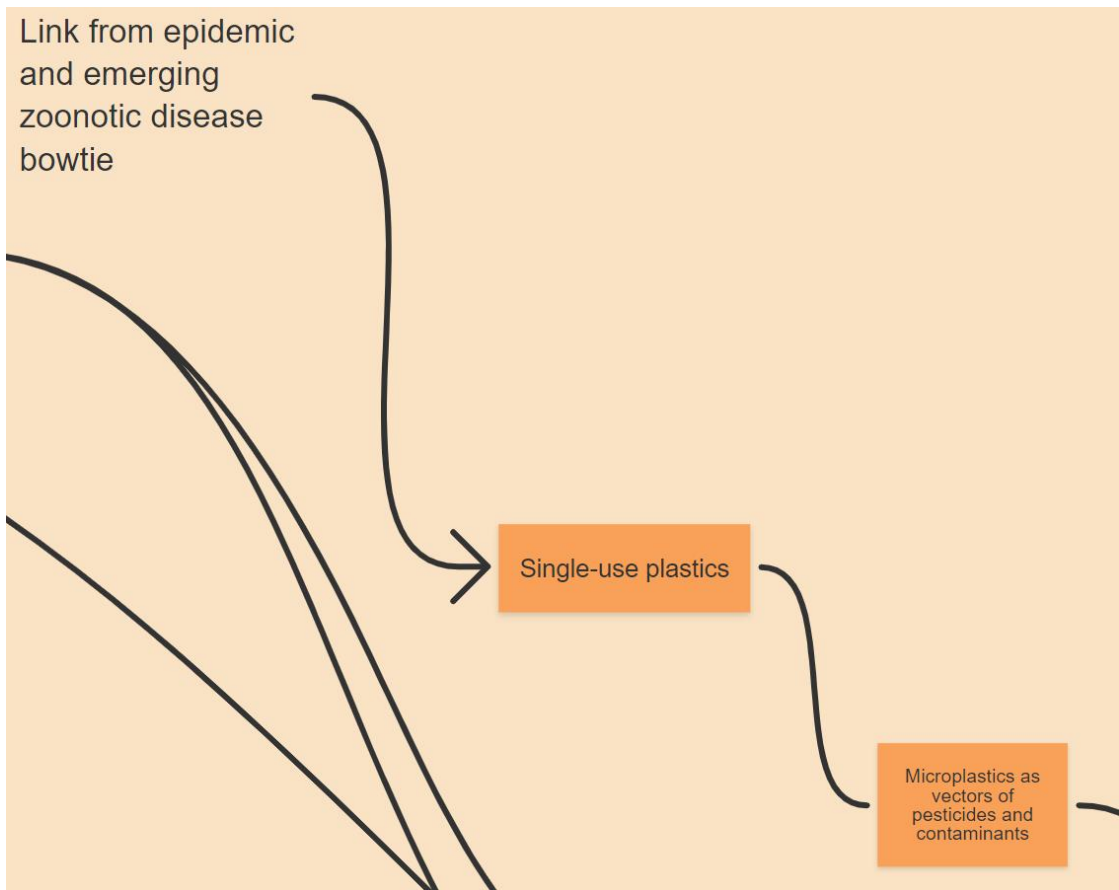 Link from epidemic
and emerging
zoonotic disease
bowtie
Single-use plastics
Microplastics as
vectors of
pesticides and
contaminants